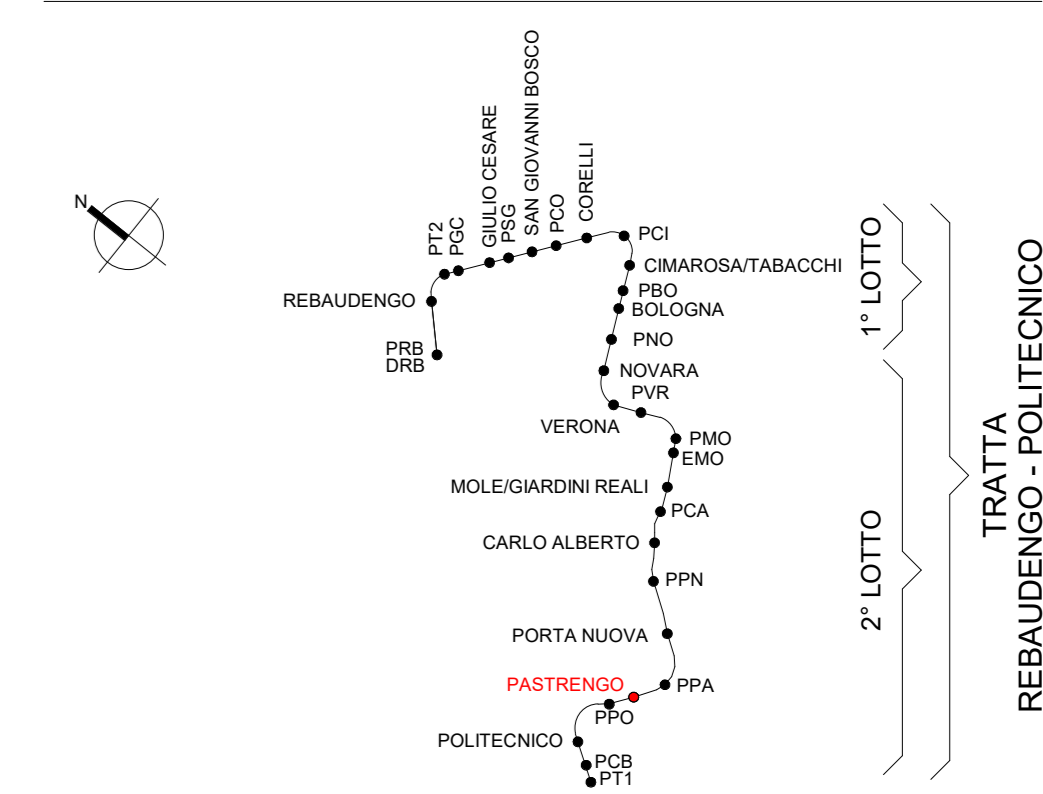 N
PT2
PGC
GIULIO CESARE
PSG
SAN GIOVANNI BOSCO
PCO
CORELLI
PCI
CIMAROSA/TABACCHI
REBAUDENGO
PBO
BOLOGNA
PRB
DRB
PNO
NOVARA
PVR
VERONA
PMO
EMO
MOLE/GIARDINI REALI
PCA
CARLO ALBERTO
PPN
PORTA NUOVA
PASTRENGO
PPA
PPO
POLITECNICO
PCB
PT1
1° LOTTO
2° LOTTO
TRATTA
REBAUDENGO - POLITECNICO